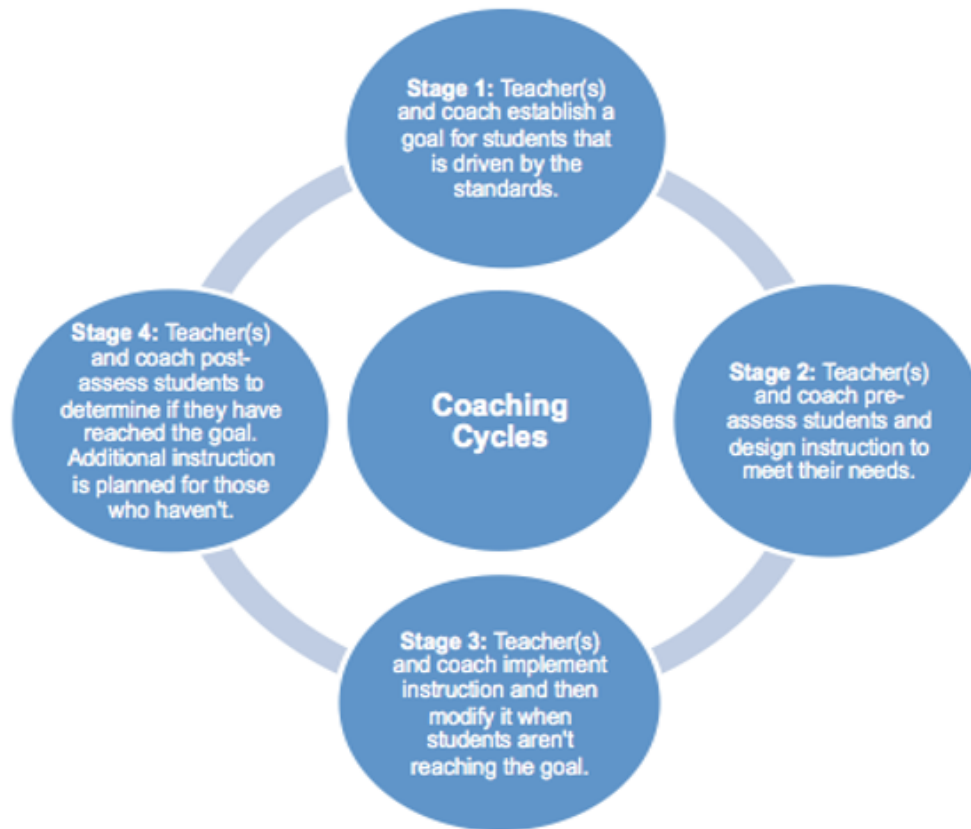 Stage 1: Teacher(s)
and coach establish a
goal for students that
is driven by the
standards.
Stage 2: Teacher(s)
and coach pre-
assess students and
design instruction to
meet their needs.
Stage 3: Teacher(s)
and coach implement
instruction and then
modify it when
students aren't
reaching the goal.
Stage 4: Teacher(s)
and coach post-
assess students to
determine if they have
reached the goal.
Additional instruction
is planned for those
who haven't.
Coaching
Cycles